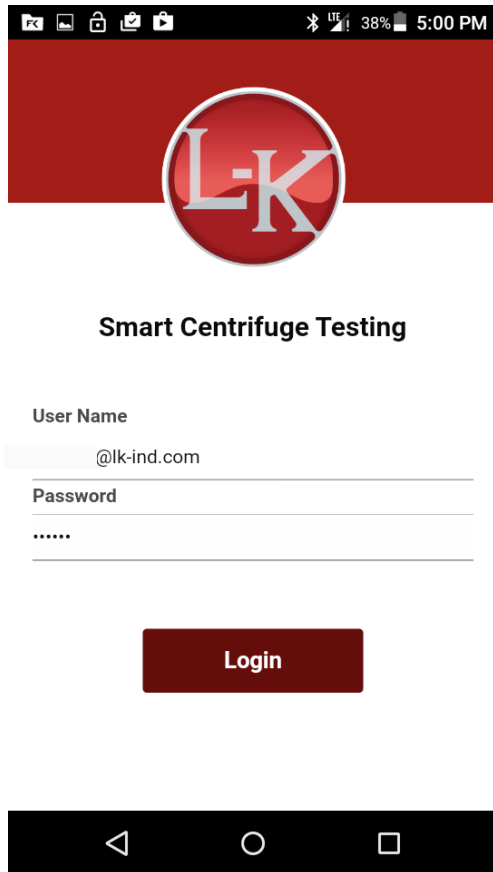 38% 5:00 PM
L-K
Smart Centrifuge Testing
User Name
@lk-ind.com
Password
••••••
Login